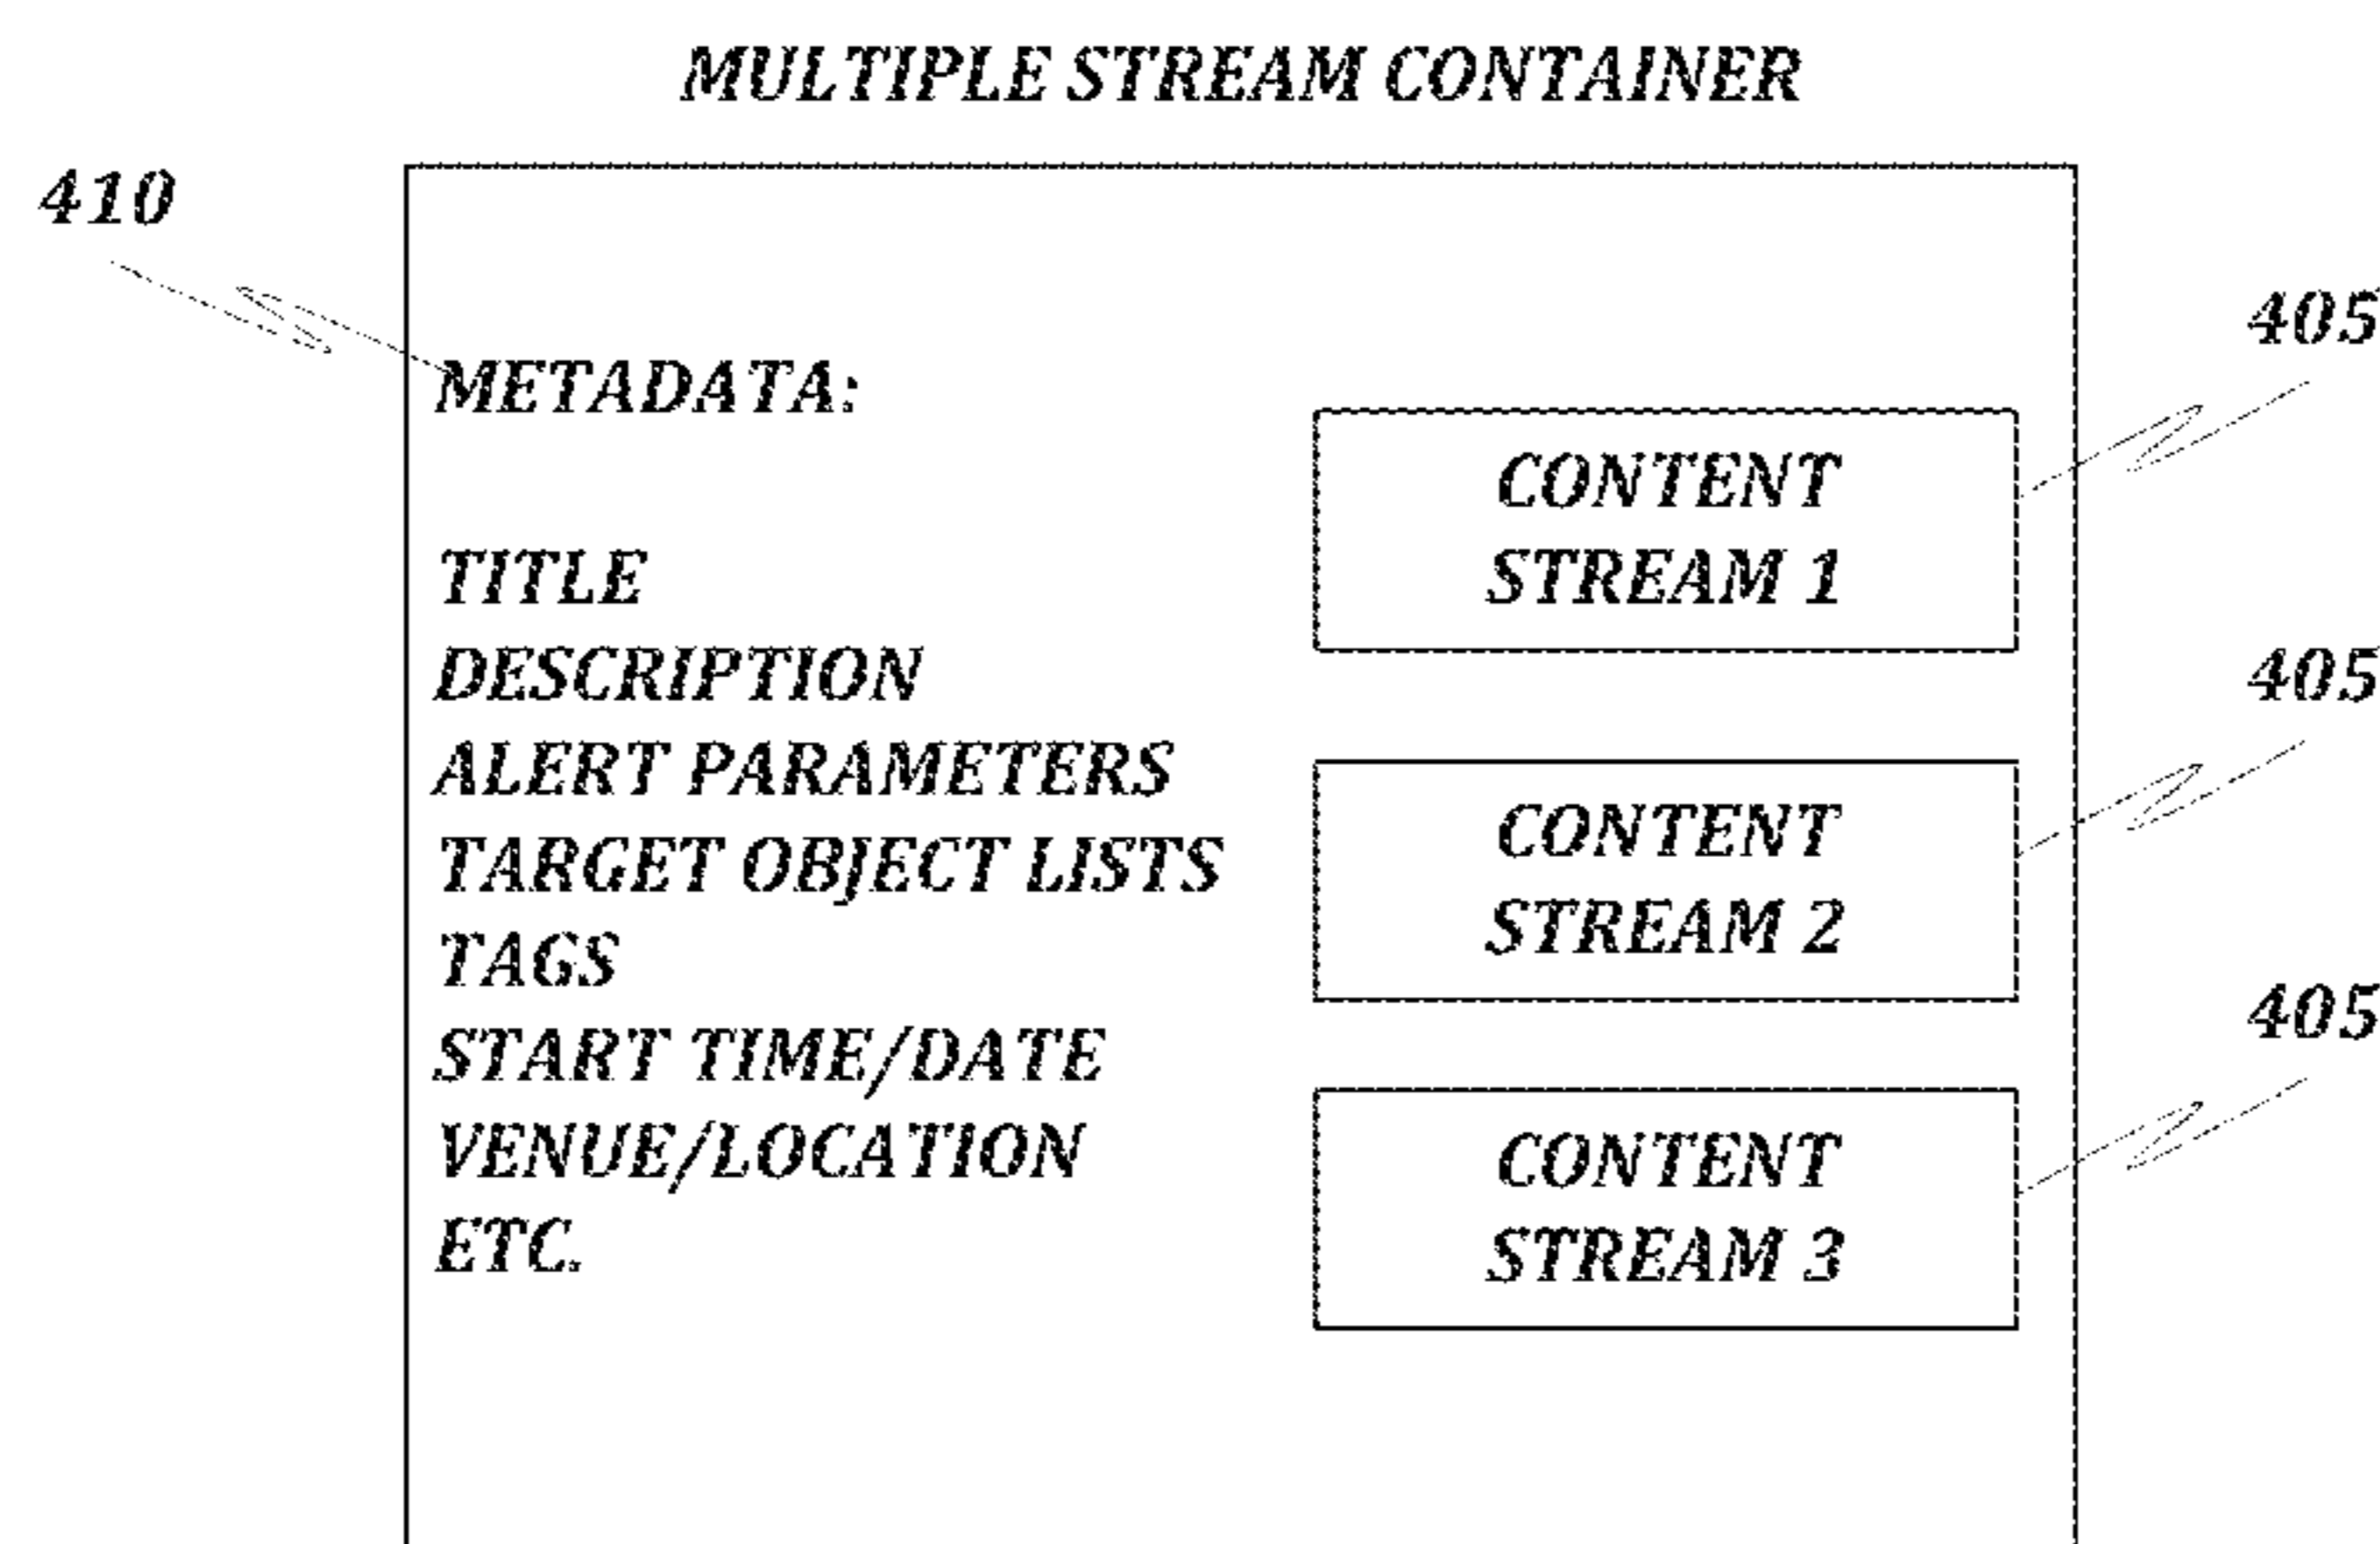 MULTIPLE STREAM CONTAINER
410
METADATA:
TITLE
DESCRIPTION
ALERT PARAMETERS
TARGET OBJECT LISTS
TAGS
START TIME/DATE
VENUE/LOCATION
ETC.
405
CONTENT
STREAM 1
405
CONTENT
STREAM 2
405
CONTENT
STREAM 3